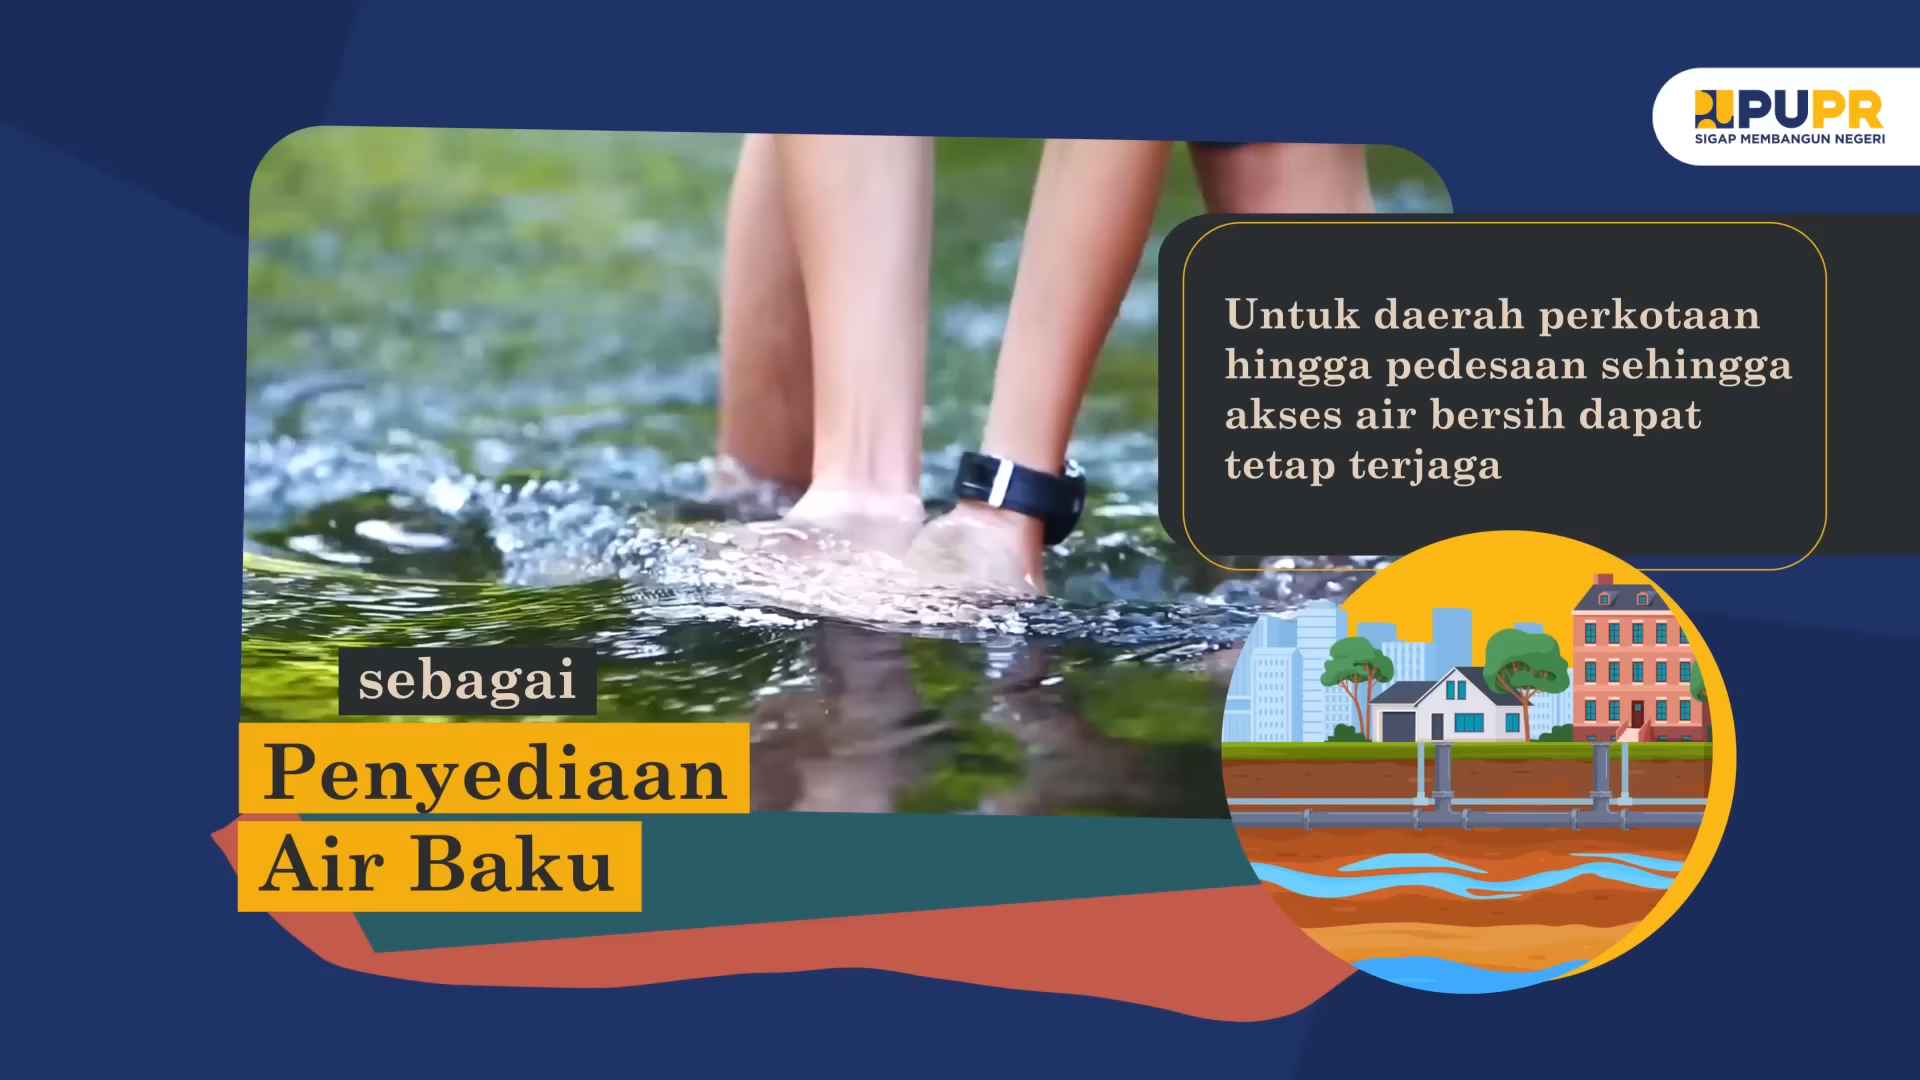 PUPR
SIGAP MEMBANGUN NEGERI
Untuk daerah perkotaan
hingga pedesaan sehingga
akses air bersih dapat
tetap terjaga
sebagai
Penyediaan
Air Baku